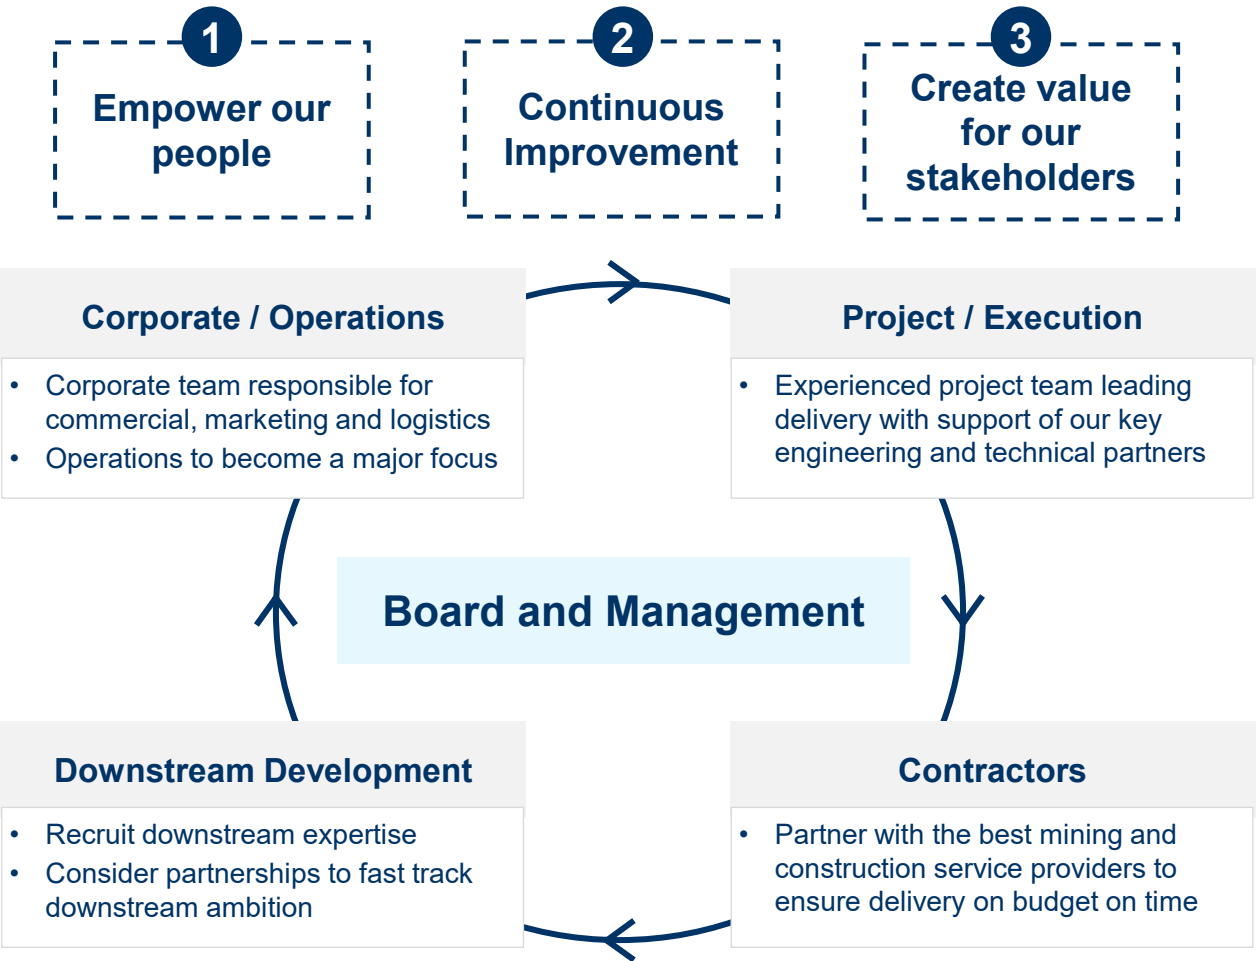 1
Empower our
people
2
Continuous
Improvement
3
Create value
for our
stakeholders
Corporate / Operations
• Corporate team responsible for
commercial, marketing and logistics
• Operations to become a major focus
Project / Execution
• Experienced project team leading
delivery with support of our key
engineering and technical partners
Board and Management
Downstream Development
• Recruit downstream expertise
• Consider partnerships to fast track
downstream ambition
Contractors
• Partner with the best mining and
construction service providers to
ensure delivery on budget on time